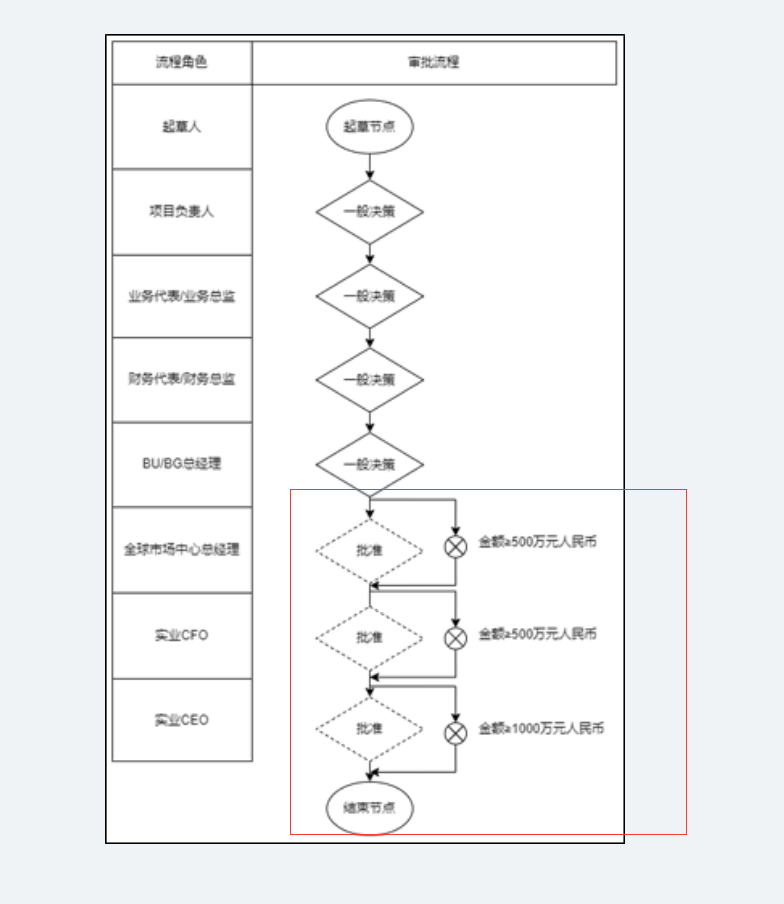 流程角色
审批流程
起草人
起草节点
项目负责人
一般决策
业务代表/业务总监
一般决策
财务代表/财务总监
一般决策
BU/BG总经理
一般决策
全球市场中心总经理
批准
金额≥500万元人民币
实业CFO
批准
金额≥500万元人民币
实业CEO
批准
金额≥1000万元人民币
结束节点